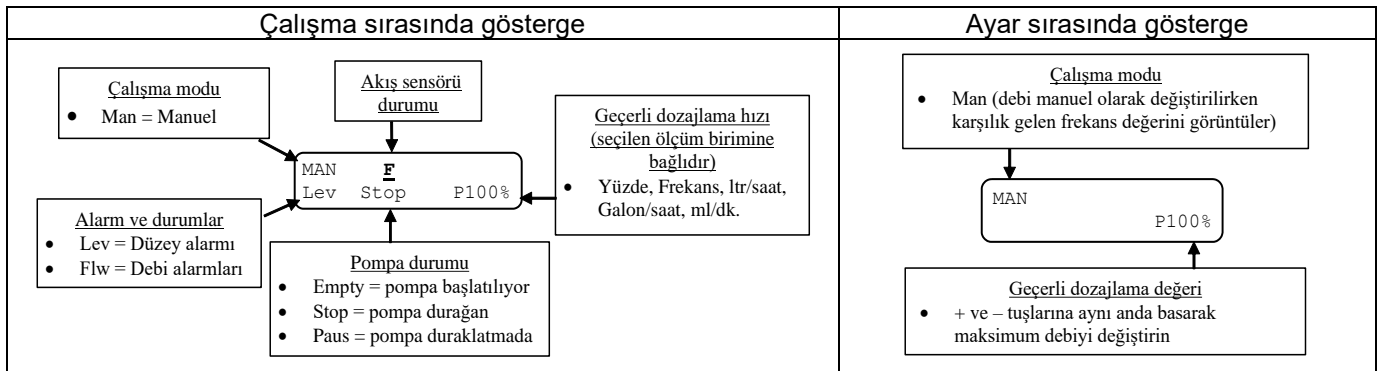 Çalışma sırasında gösterge
Çalışma modu
• Man = Manuel
Akış sensörü
durumu
Geçerli dozajlama hızı
(seçilen ölçüm birimine
bağlıdır)
• Yüzde, Frekans, ltr/saat,
Galon/saat, ml/dk.
MAN F
Lev Stop P100%
Alarm ve durumlar
• Lev = Düzey alarmı
• Flw = Debi alarmları
Pompa durumu
• Empty = pompa başlatılıyor
• Stop = pompa durağan
• Paus = pompa duraklatmada
Ayar sırasında gösterge
Çalışma modu
• Man (debi manuel olarak değiştirilirken
karşılık gelen frekans değerini görüntüler)
MAN
P100%
Geçerli dozajlama değeri
• + ve – tuşlarına aynı anda basarak
maksimum debiyi değiştirin